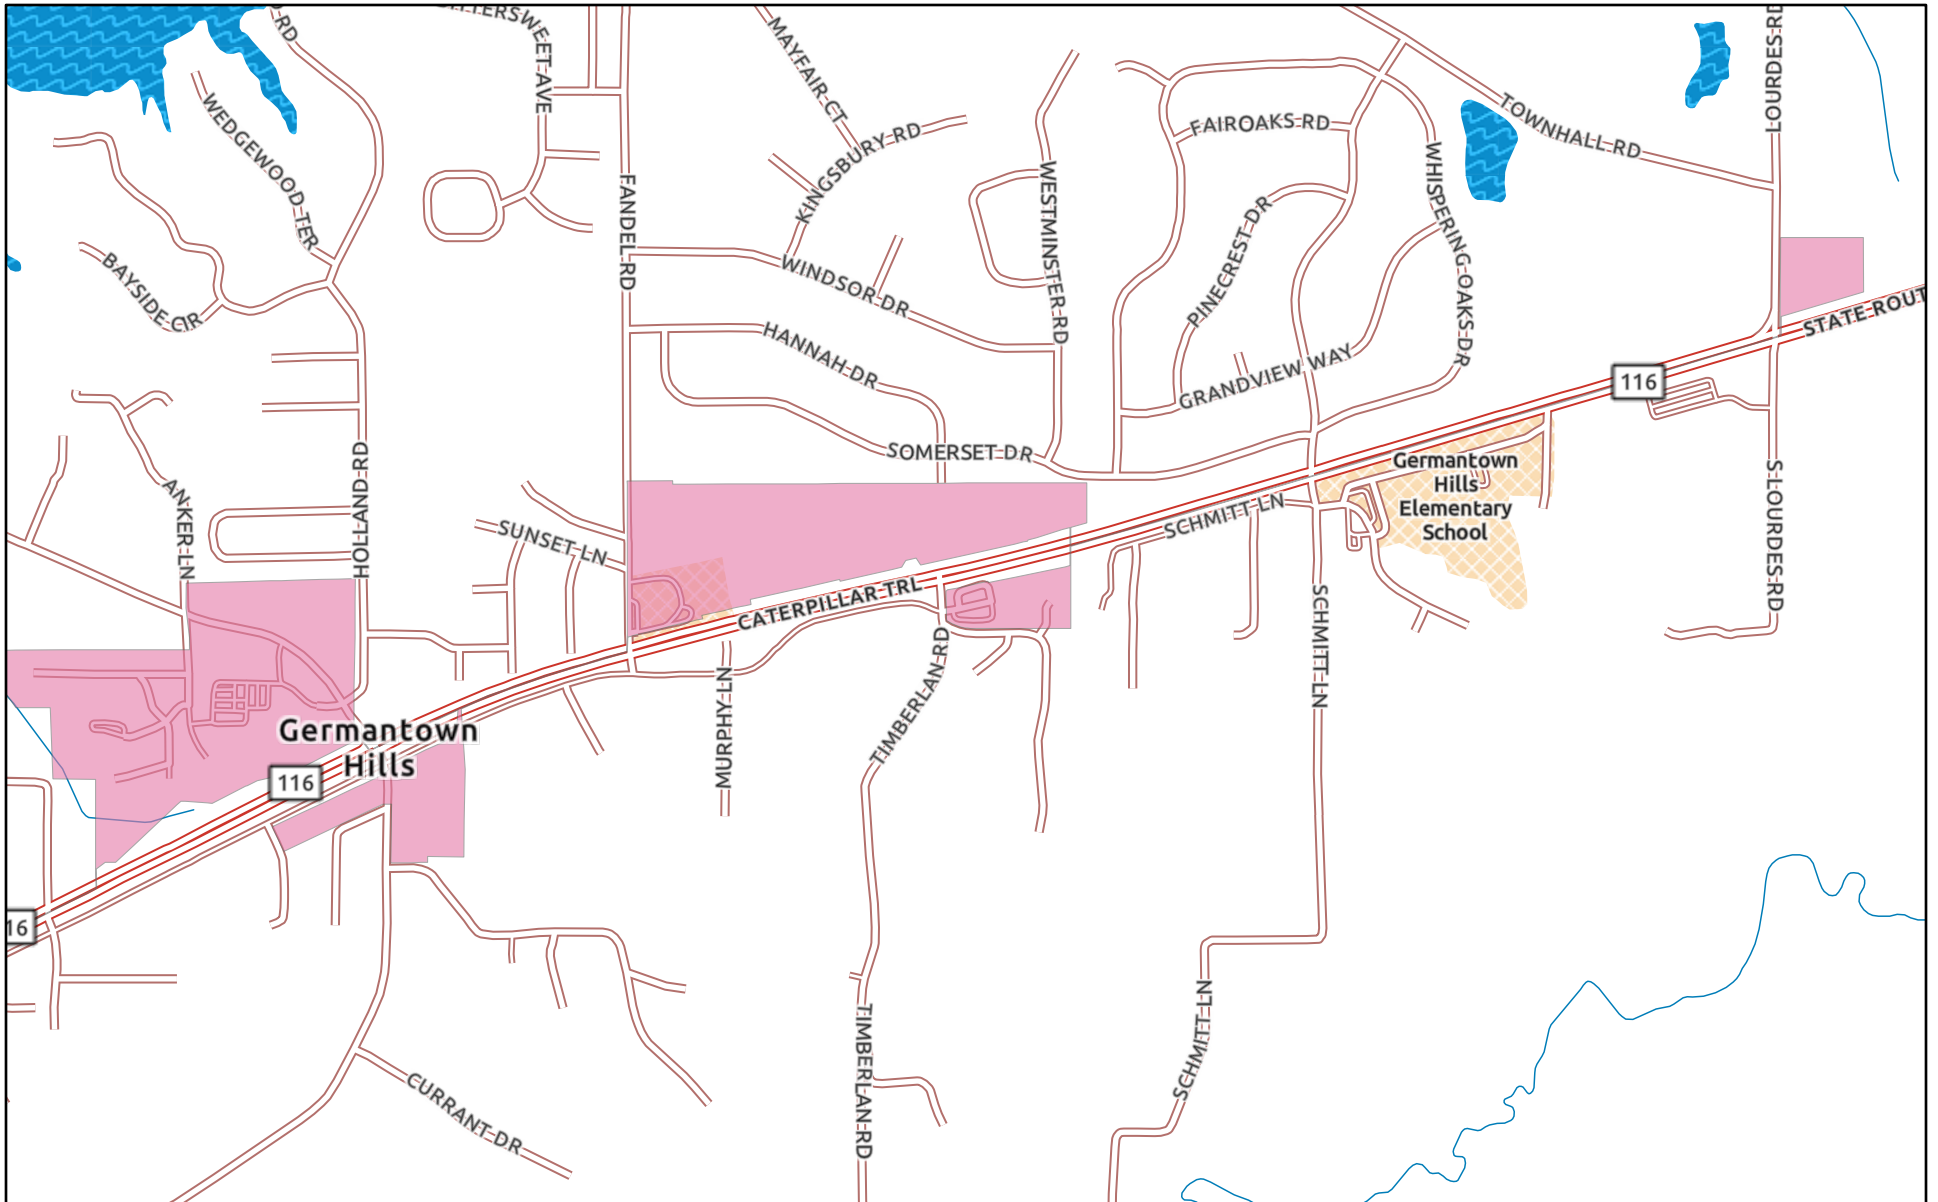 RD
SWEET AVE
MAYFAIR CT
LOURDES RD
TOWNHALL RD
WEDGEWOOD TER
KINGSBURY RD
FAIROAKS RD
WHISPERING OAKS DR
WESTMINSTER RD
FANDEL RD
PINECREST DR
BAYSIDE CIR
WINDSOR DR
STATE ROUT
HANNAH DR
GRANDVIEW WAY
116
HOLLAND RD
SOMERSET DR
Germantown
Hills
Elementary
School
ANKER LN
SUNSET LN
SCHMITT LN
S LOURDES RD
CATERPILLAR TRL
SCHMITT LN
TIMBERLAN RD
MURPHY LN
Germantown
Hills
116
16
SCHMITT LN
TIMBERLAN RD
CURRANT DR